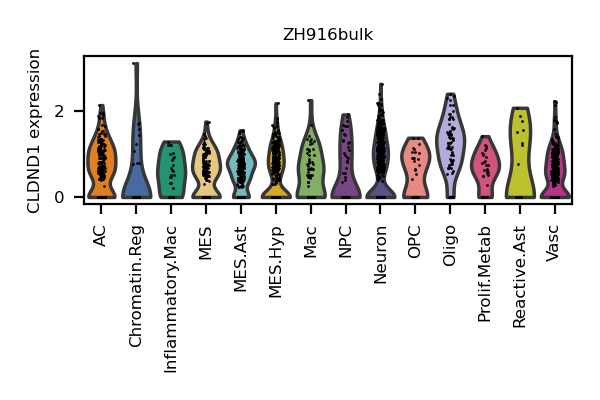 ZH916bulk
CLDND1 expression
2
0
AC
Chromatin.Reg
Inflammatory.Mac
MES
MES.Ast
MES.Hyp
Mac
NPC
Neuron
OPC
Oligo
Prolif.Metab
Reactive.Ast
Vasc